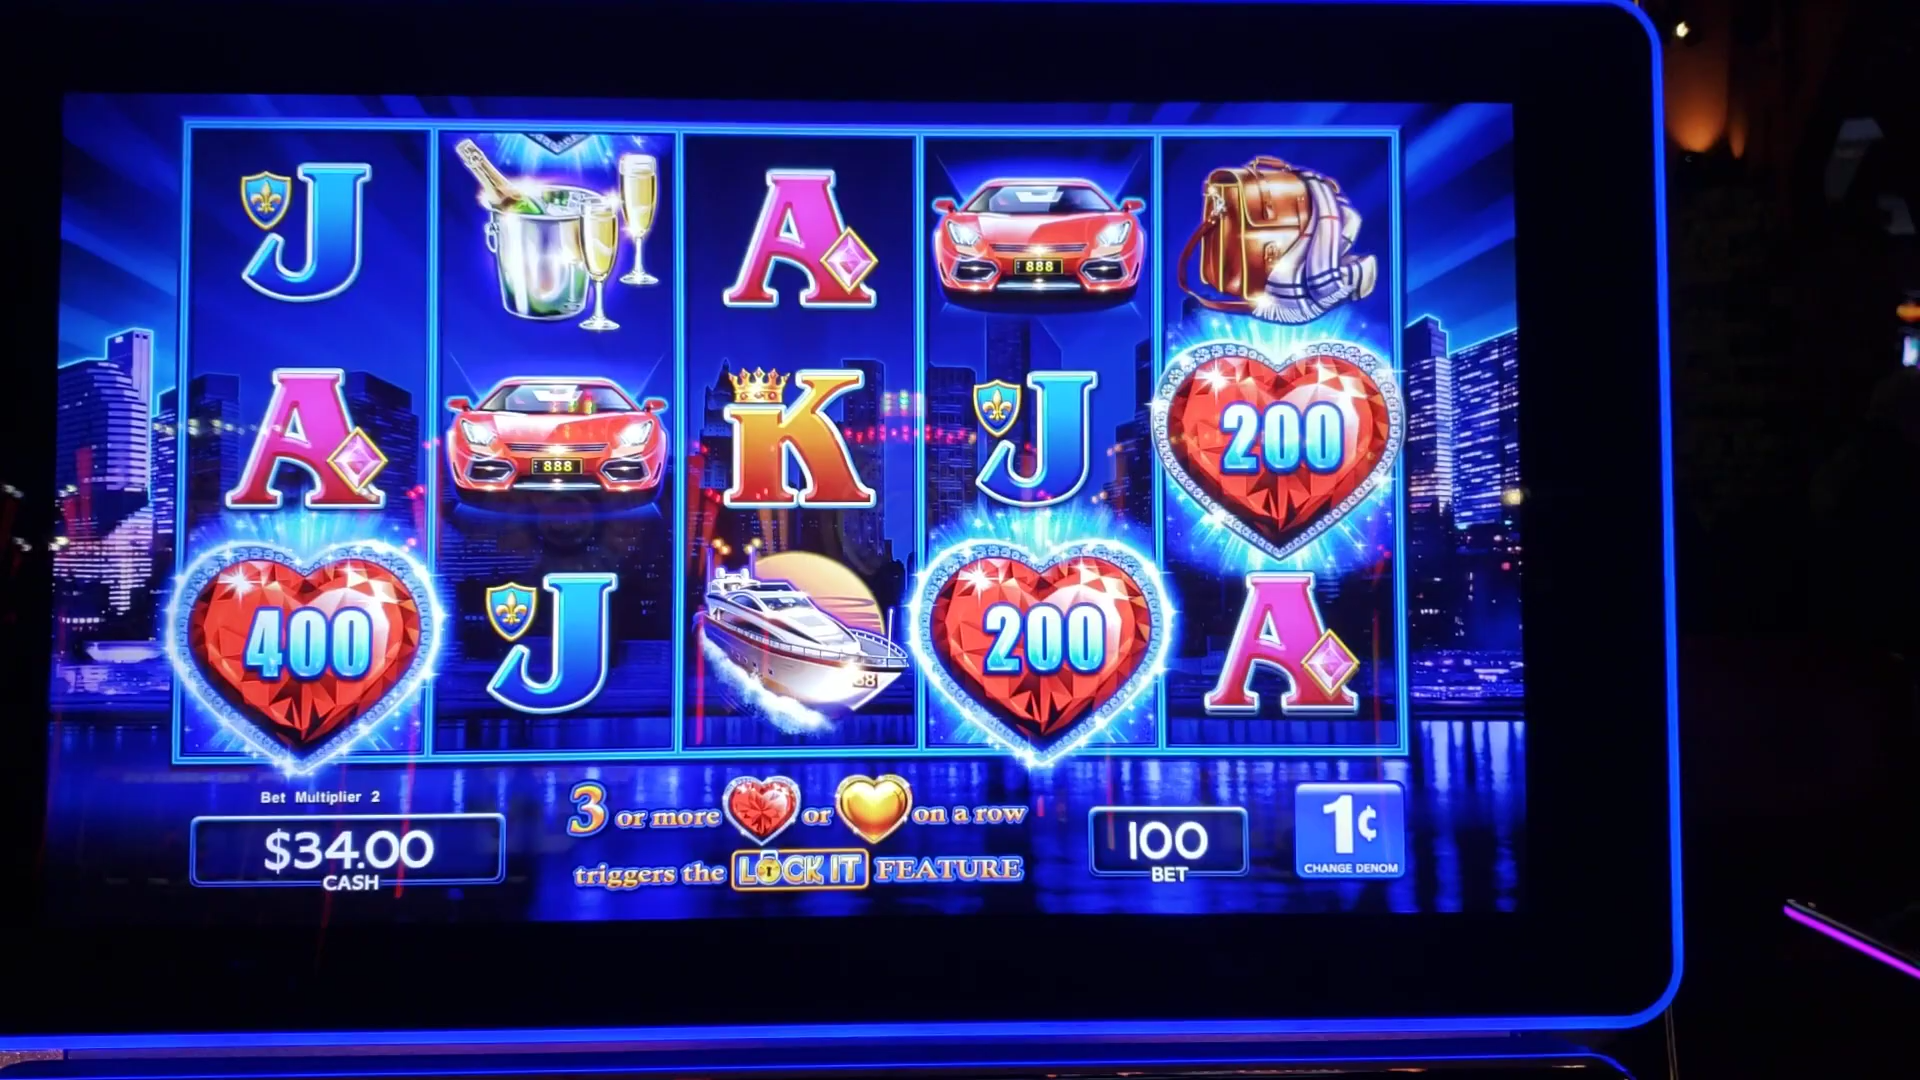 J A
888
A K J
888
200
400
J
200
A
88
Bet Multiplier 2
$34.00
CASH
3 or more or on a row
triggers the LOCK IT FEATURE
100
BET
1¢
CHANGE DENOM